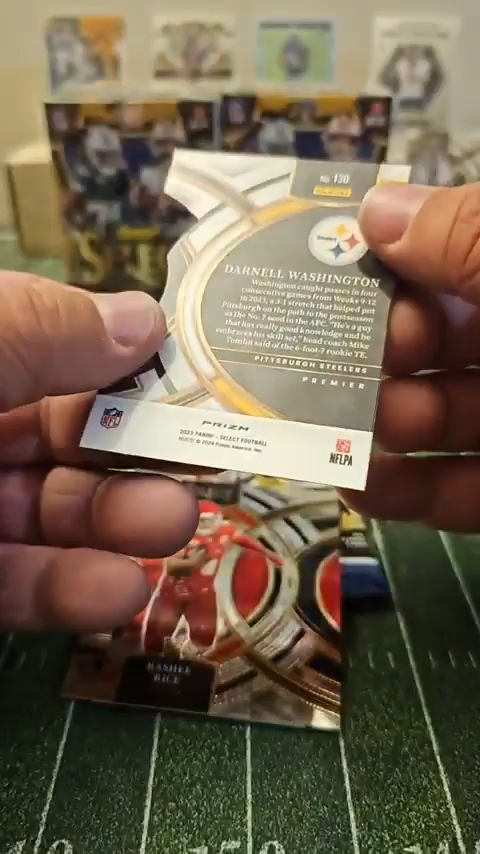 NO. 130
PANINI
Steelers
DARNELL WASHINGTON
Washington caught passes in four
consecutive games from Weeks 9-12
in 2023, a 3-1 stretch that helped put
Pittsburgh on the path to the postseason
as the No. 7 seed in the AFC. "He's a guy
that has really good knowledge and he
embraces his skill set," head coach Mike
Tomlin said of the 6-foot-7 rookie TE.
PITTSBURGH STEELERS
PREMIER
PRIZM
2023 PANINI - SELECT FOOTBALL
© 2024 Panini America, Inc.
NFL
NFLPA
RASHEE
RICE